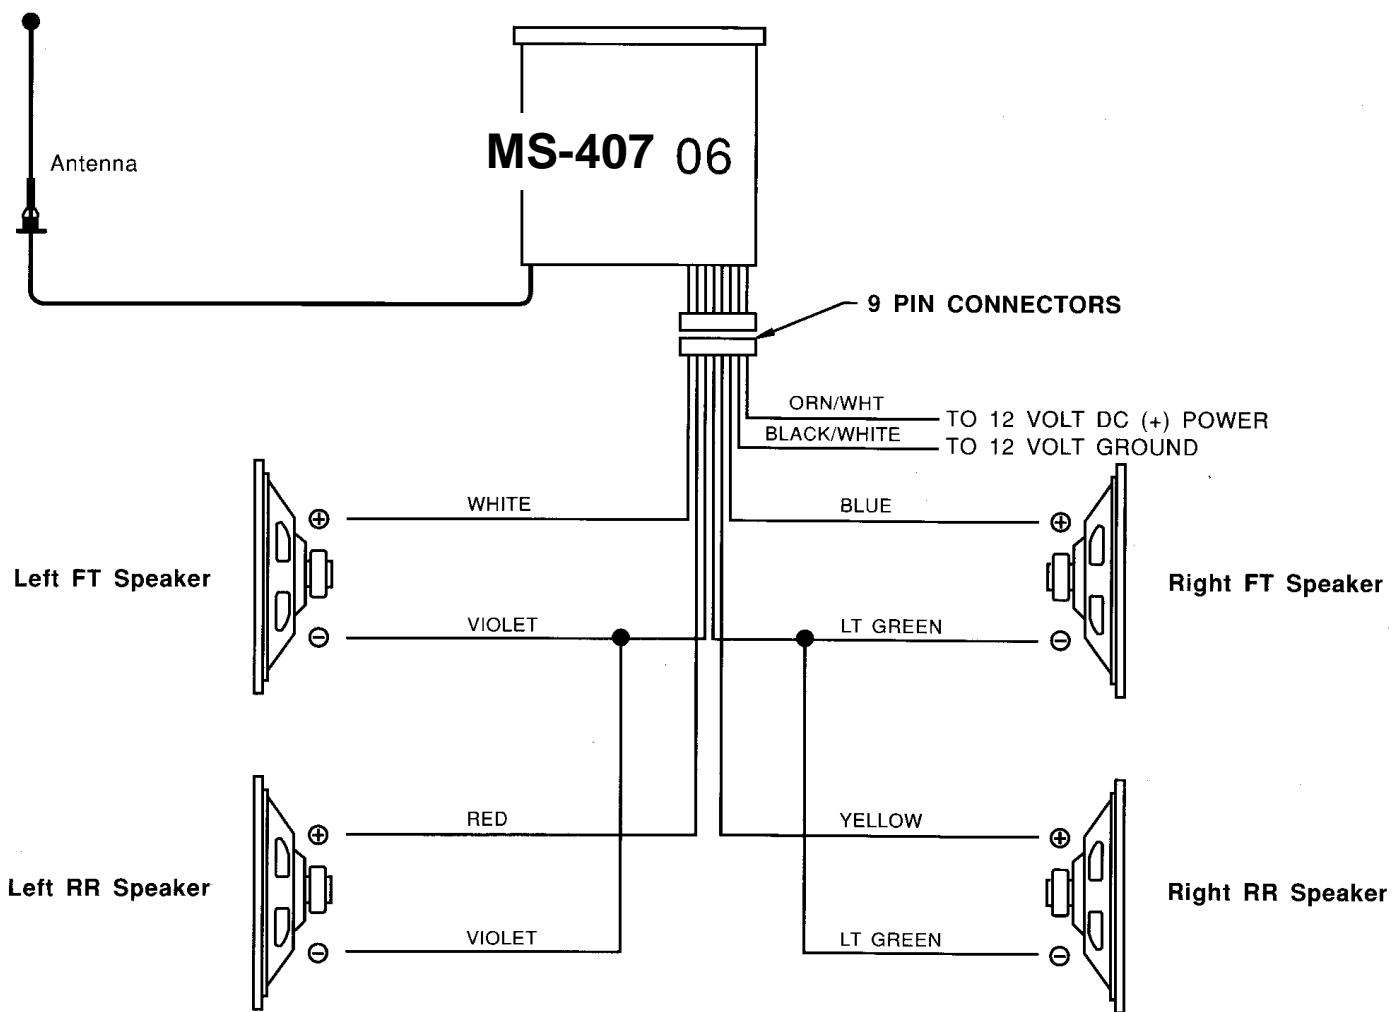 MS-407 06
Antenna
9 PIN CONNECTORS
ORN/WHT
TO 12 VOLT DC (+) POWER
BLACK/WHITE
TO 12 VOLT GROUND
WHITE
BLUE
+
+
Left FT Speaker
Right FT Speaker
VIOLET
LT GREEN
−
−
RED
YELLOW
+
+
Left RR Speaker
Right RR Speaker
VIOLET
LT GREEN
−
−